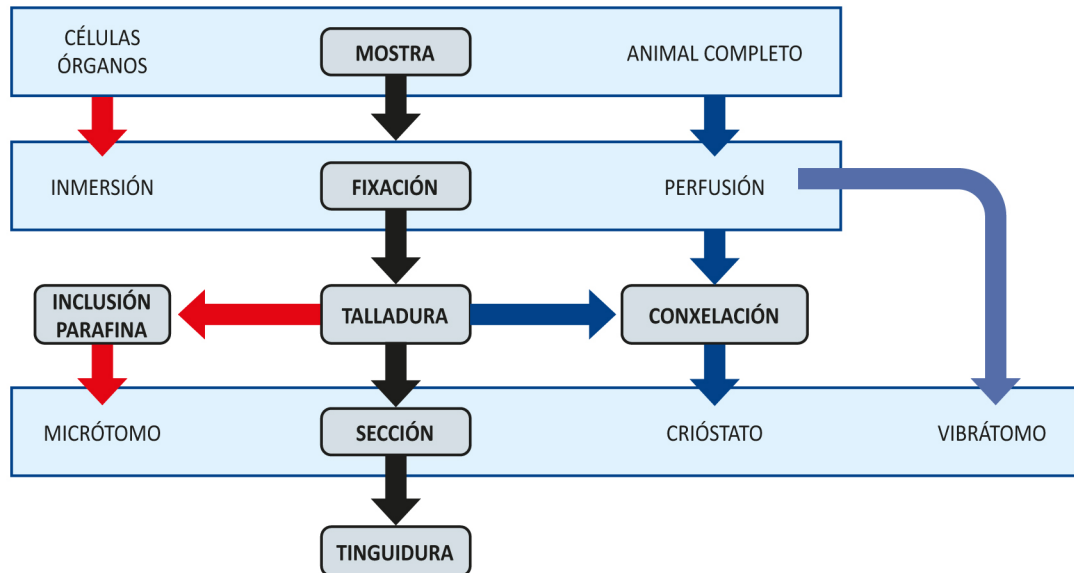 CÉLULAS
ÓRGANOS
MOSTRA
ANIMAL COMPLETO
INMERSIÓN
FIXACIÓN
PERFUSIÓN
INCLUSIÓN
PARAFINA
TALLADURA
CONXELACIÓN
MICRÓTOMO
SECCIÓN
CRIÓSTATO
VIBRÁTOMO
TINGUIDURA